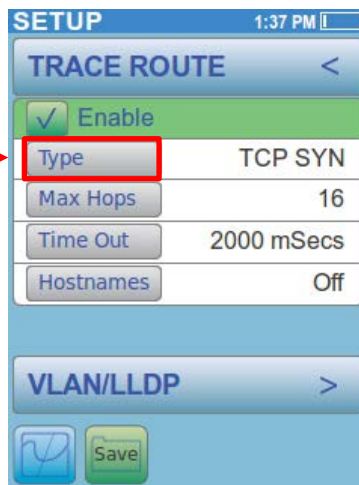 SETUP 1:37 PM
TRACE ROUTE <
Enable
Type TCP SYN
Max Hops 16
Time Out 2000 mSecs
Hostnames Off
VLAN/LLDP >
Save